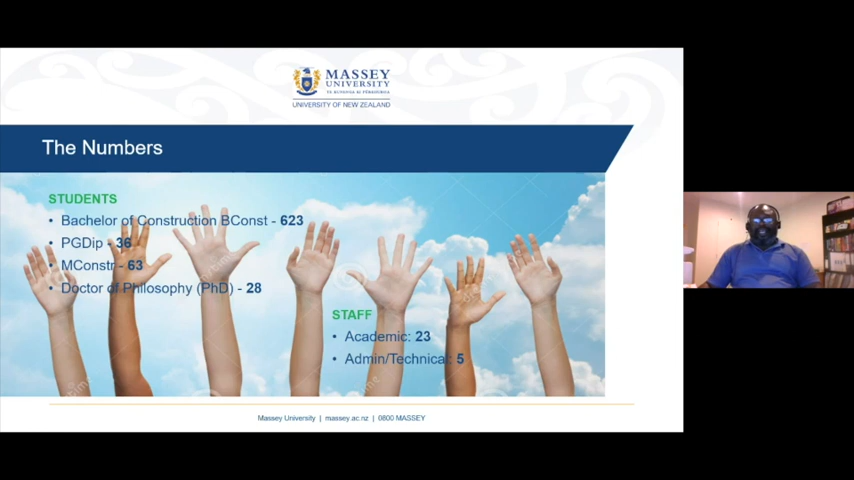 MASSEY
UNIVERSITY
TE KUNENGA KI PŪREHUROA
UNIVERSITY OF NEW ZEALAND
The Numbers
STUDENTS
• Bachelor of Construction BConst - 623
• PGDip - 36
• MConstr - 63
• Doctor of Philosophy (PhD) - 28
STAFF
• Academic: 23
• Admin/Technical: 5
Massey University | massey.ac.nz | 0800 MASSEY